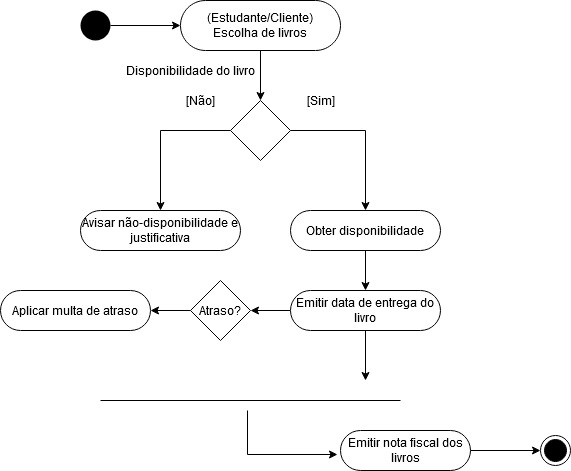 (Estudante/Cliente)
Escolha de livros
Disponibilidade do livro
[Não]
[Sim]
Avisar não-disponibilidade e
justificativa
Obter disponibilidade
Aplicar multa de atraso
Atraso?
Emitir data de entrega do
livro
Emitir nota fiscal dos
livros